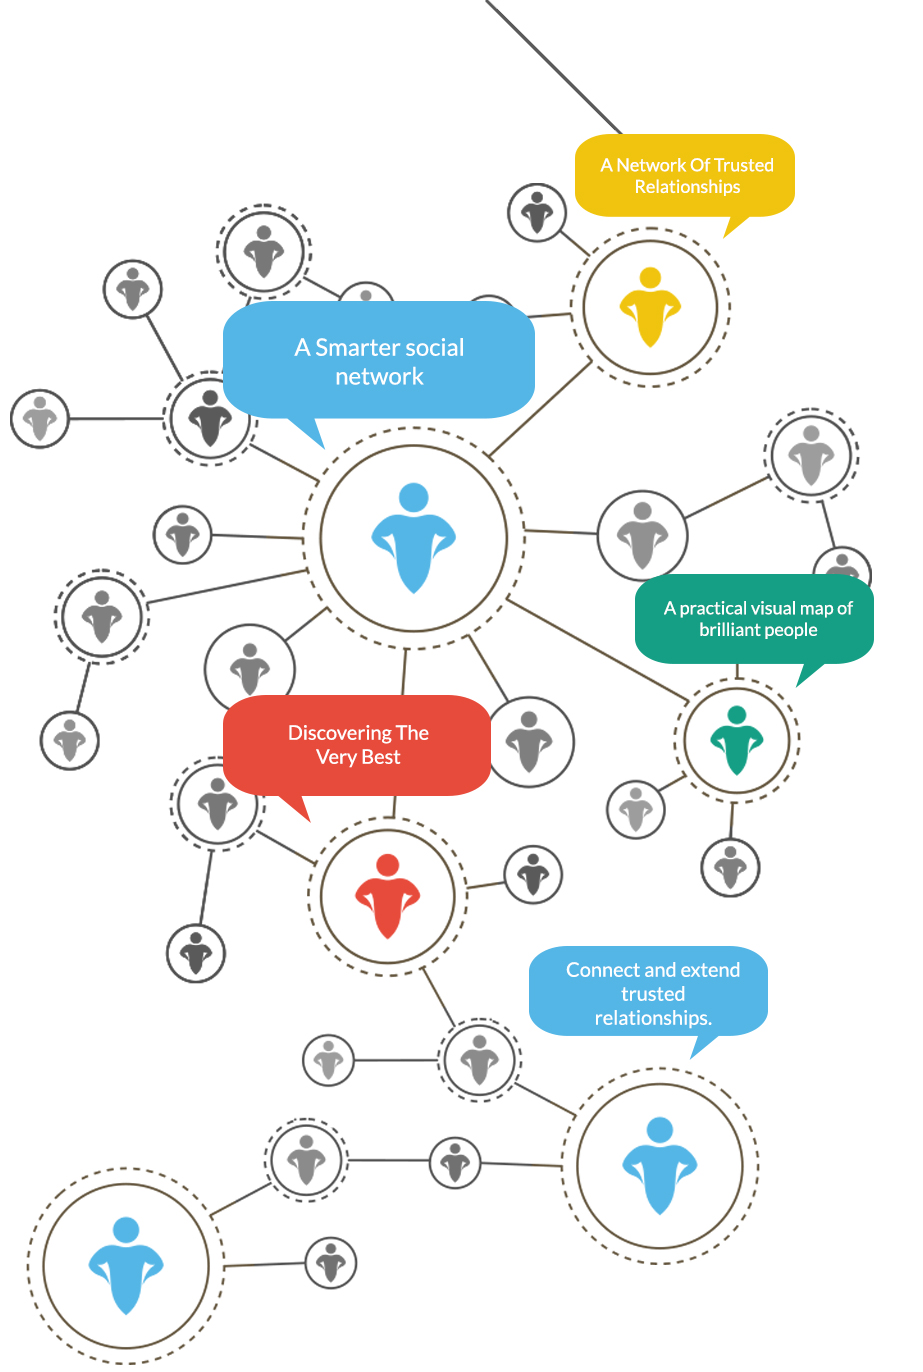 A Network Of Trusted
Relationships
A Smarter social
network
A practical visual map of
brilliant people
Discovering The
Very Best
Connect and extend
trusted
relationships.